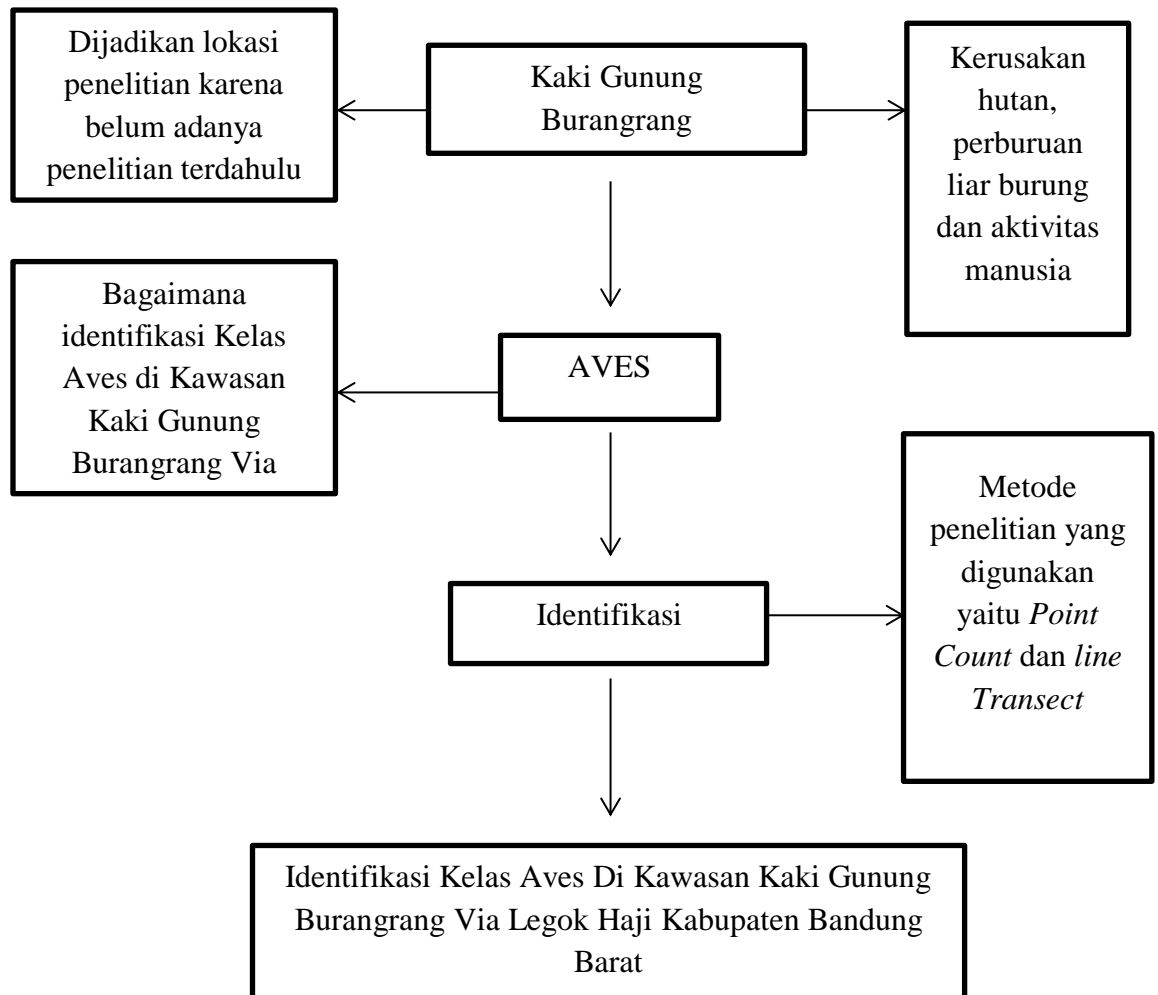 Dijadikan lokasi
penelitian karena
belum adanya
penelitian terdahulu
Kaki Gunung
Burangrang
Kerusakan
hutan,
perburuan
liar burung
dan aktivitas
manusia
Bagaimana
identifikasi Kelas
Aves di Kawasan
Kaki Gunung
Burangrang Via
AVES
Metode
penelitian yang
digunakan
yaitu Point
Count dan line
Transect
Identifikasi
Identifikasi Kelas Aves Di Kawasan Kaki Gunung
Burangrang Via Legok Haji Kabupaten Bandung
Barat